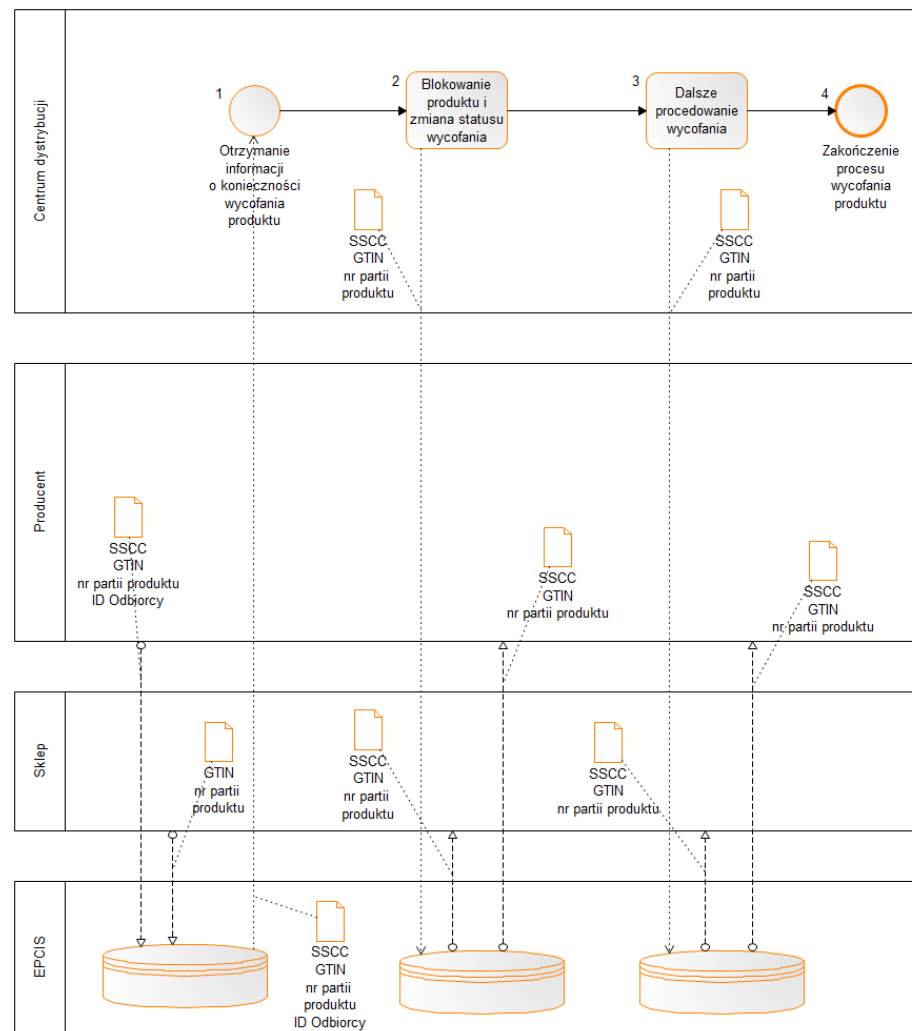 Centrum dystrybucji
1
Otrzymanie
informacji
o konieczności
wycofania
produktu
2
Blokowanie
produktu i
zmiana statusu
wycofania
3
Dalsze
procedowanie
wycofania
4
Zakończenie
procesu
wycofania
produktu
SSCC
GTIN
nr partii
produktu
SSCC
GTIN
nr partii
produktu
Producent
SSCC
GTIN
nr partii produktu
ID Odbiorcy
SSCC
GTIN
nr partii produktu
SSCC
GTIN
nr partii produktu
Sklep
GTIN
nr partii
produktu
SSCC
GTIN
nr partii
produktu
SSCC
GTIN
nr partii produktu
EPCIS
SSCC
GTIN
nr partii
produktu
ID Odbiorcy